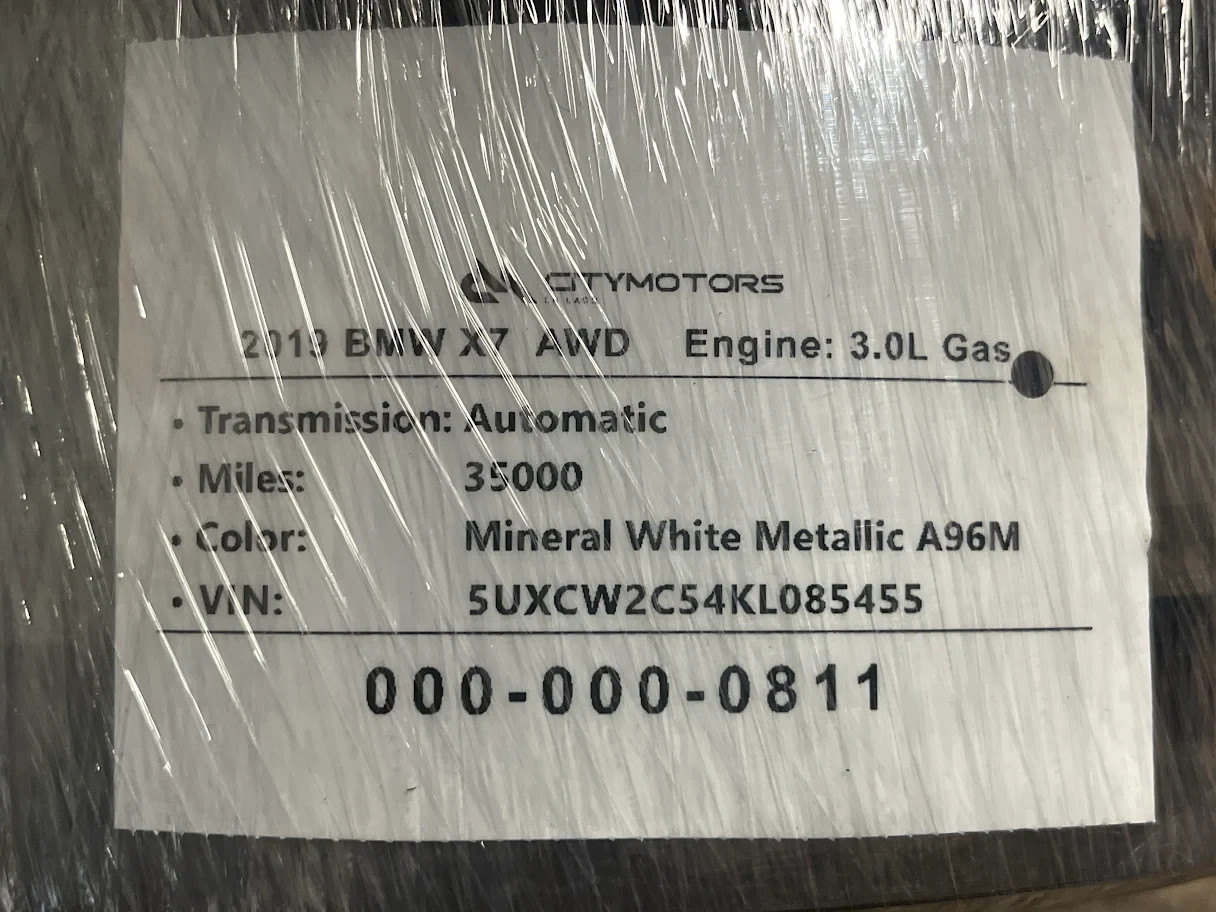 CITYMOTORS
2019 BMW X7 AWD Engine: 3.0L Gas
• Transmission: Automatic
• Miles: 35000
• Color: Mineral White Metallic A96M
• VIN: 5UXCW2C54KL085455
000-000-0811